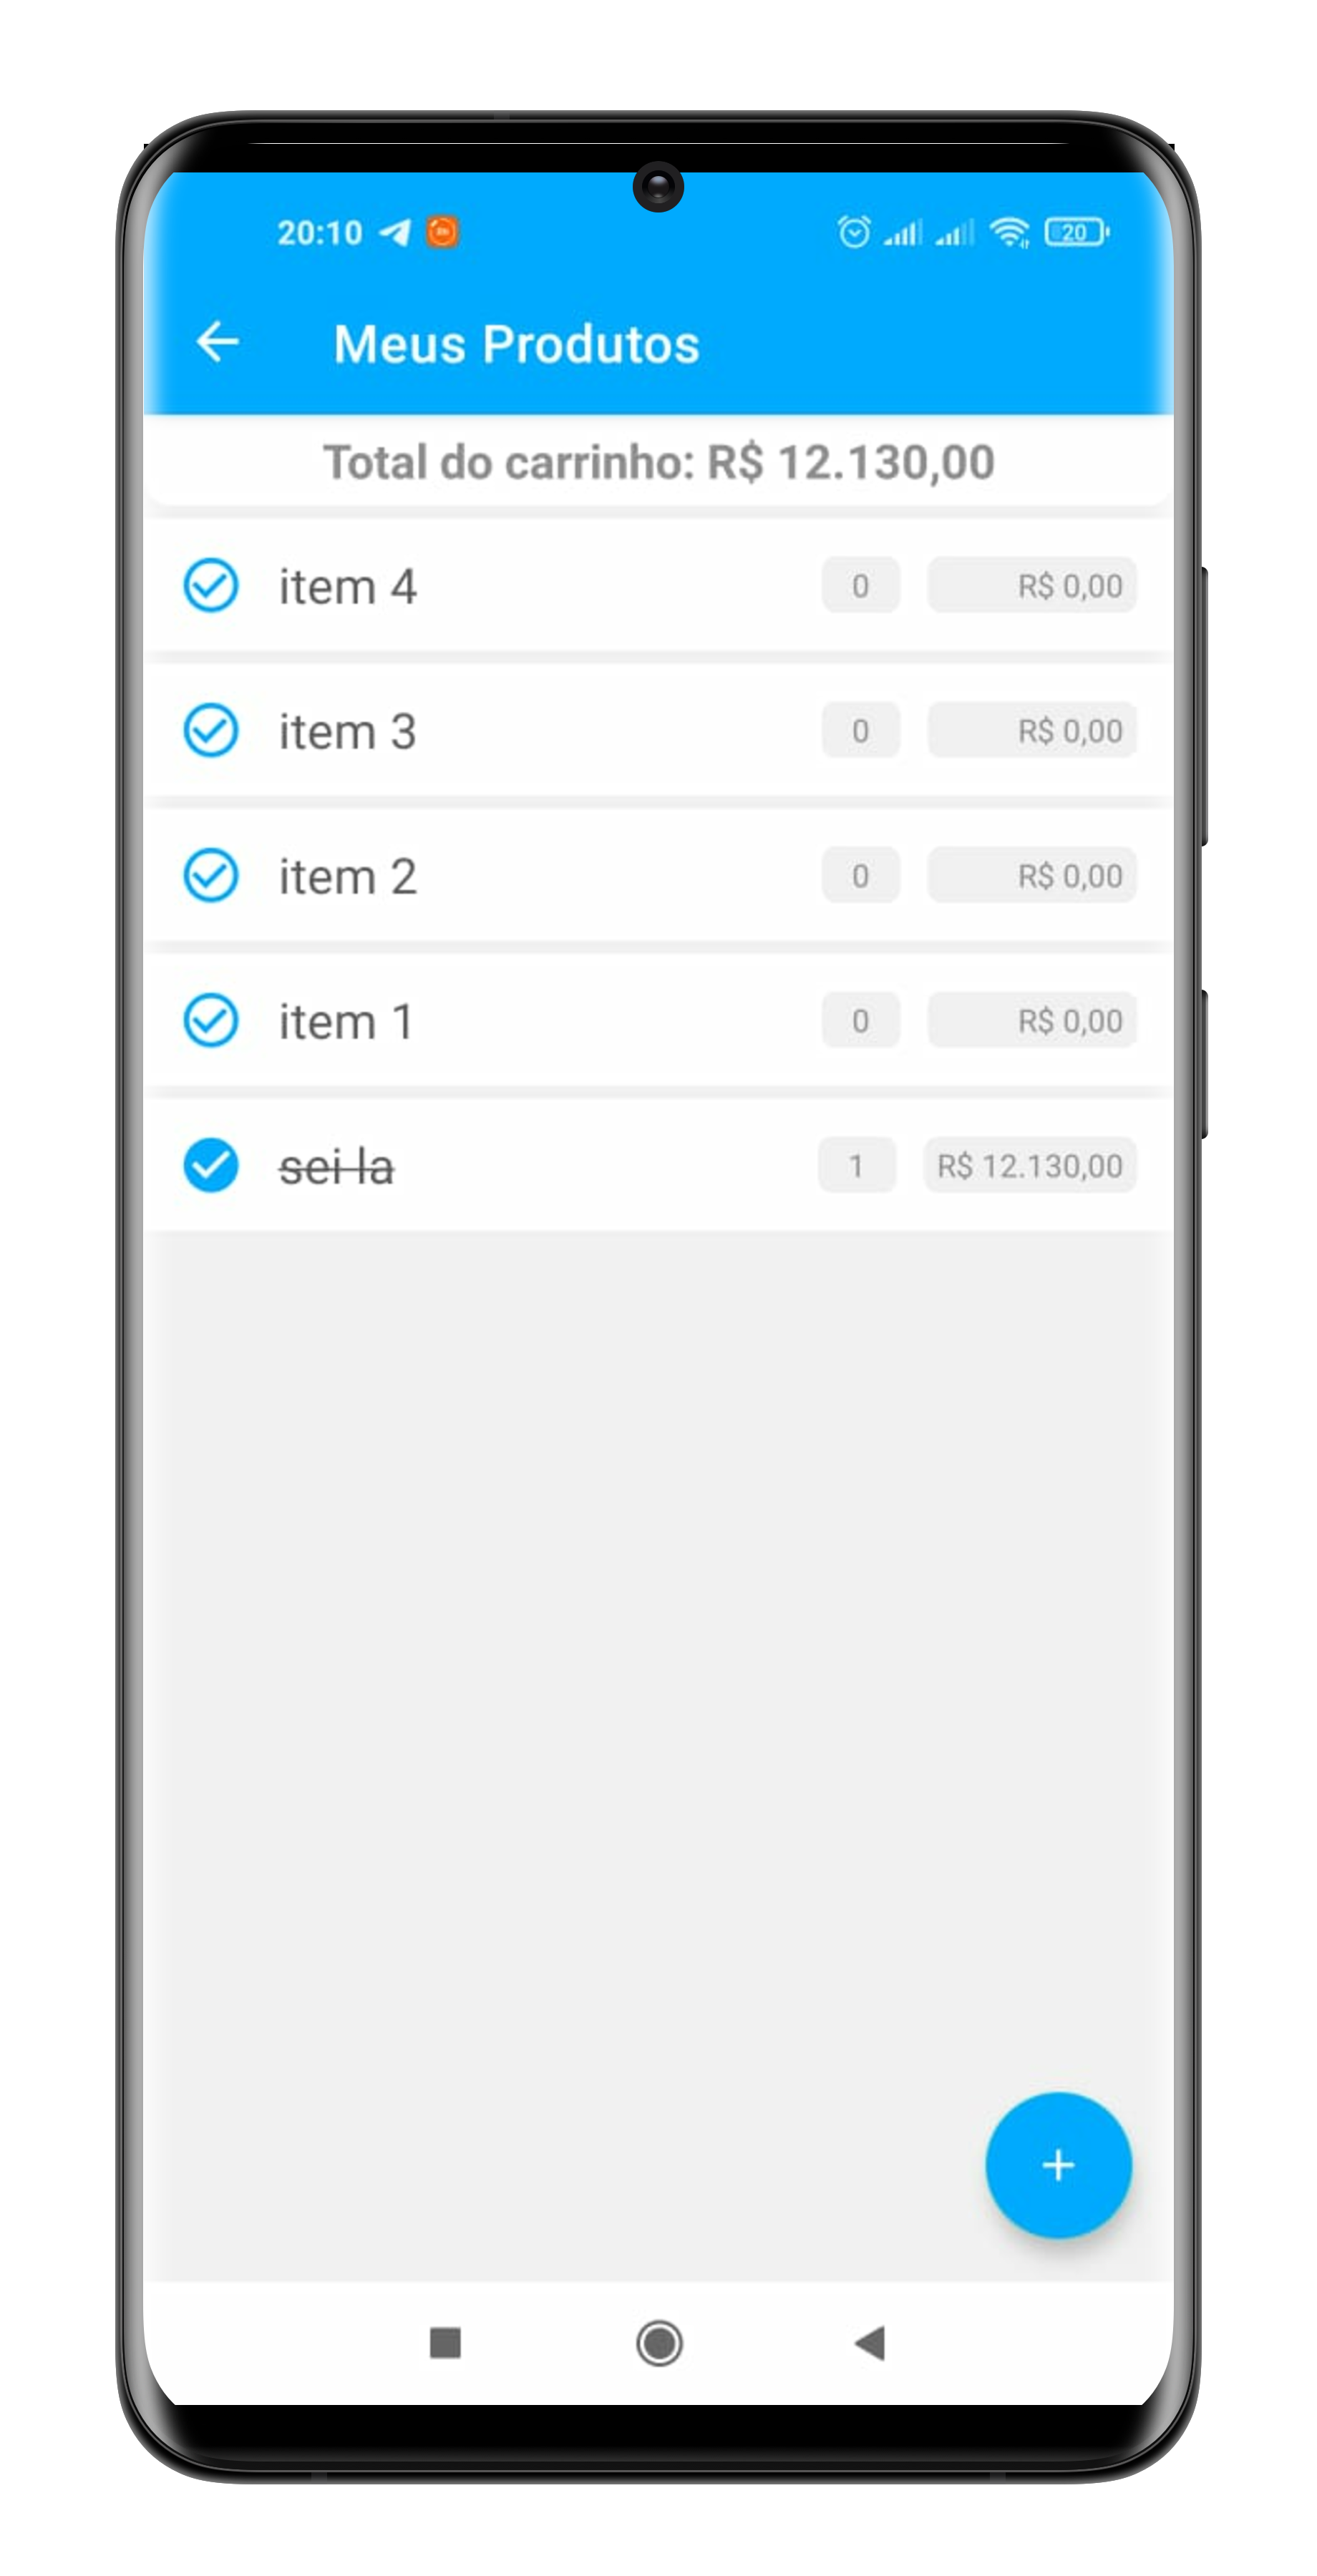 20:10 20
Meus Produtos
Total do carrinho: R$ 12.130,00
item 4 0 R$ 0,00
item 3 0 R$ 0,00
item 2 0 R$ 0,00
item 1 0 R$ 0,00
sei la 1 R$ 12.130,00
+